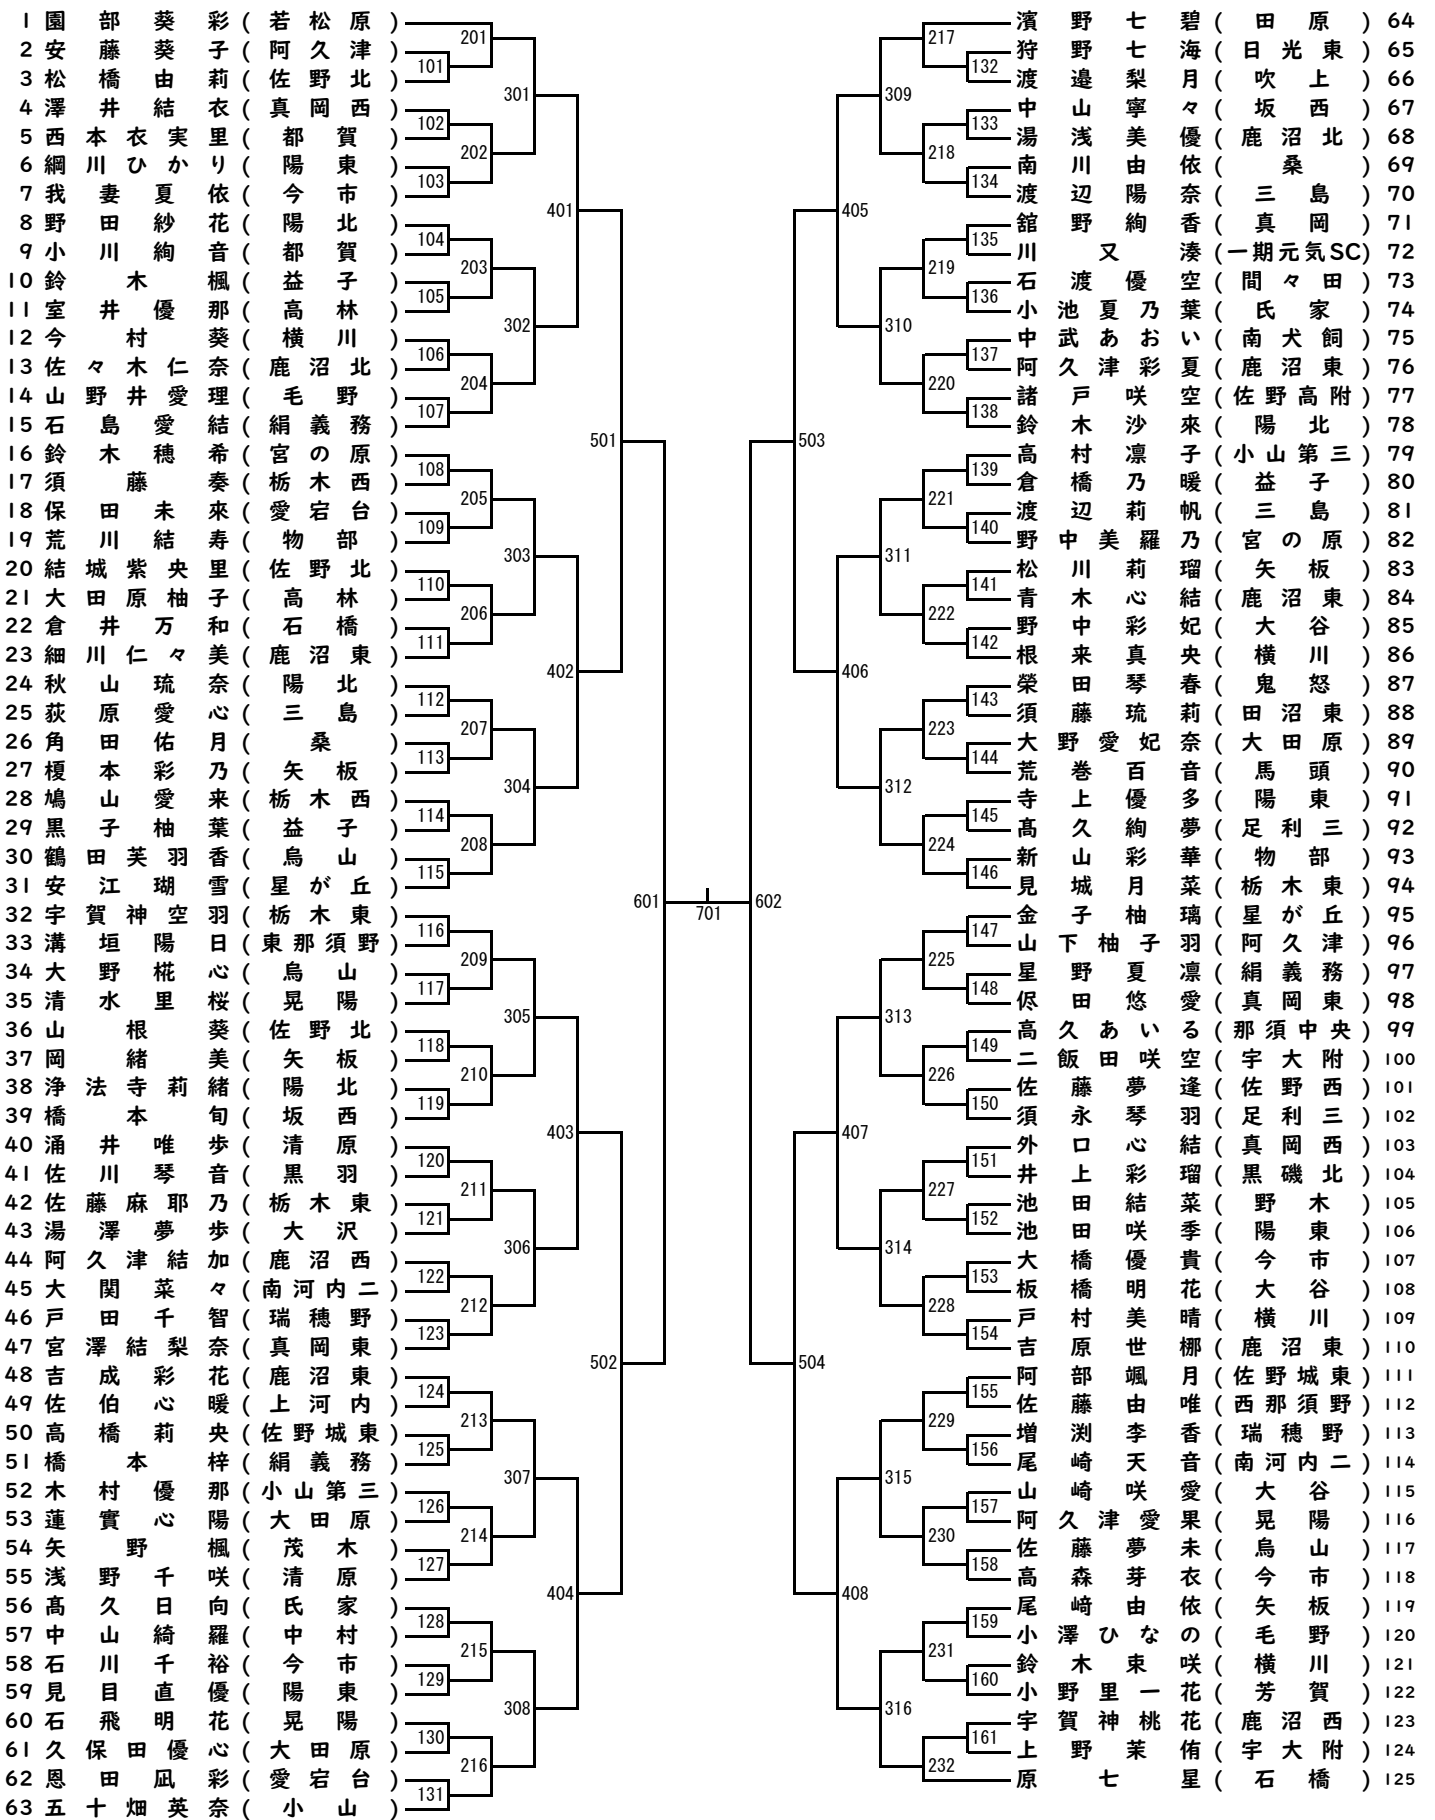 1 園部葵彩 (若松原)
2 安藤葵子 (阿久津)
3 松橋由莉 (佐野北)
4 澤井結衣 (真岡西)
5 西本衣実里 (都賀)
6 綱川ひかり (陽東)
7 我妻夏依 (今市)
8 野田紗花 (陽北)
9 小川絢音 (都賀)
10 鈴木楓 (益子)
11 室井優那 (高林)
12 今村葵 (横川)
13 佐々木仁奈 (鹿沼北)
14 山野井愛理 (毛野)
15 石島愛結 (絹義務)
16 鈴木穂希 (宮の原)
17 須藤奏 (栃木西)
18 保田未來 (愛宕台)
19 荒川結寿 (物部)
20 結城紫央里 (佐野北)
21 大田原柚子 (高林)
22 倉井万和 (石橋)
23 細川仁々美 (鹿沼東)
24 秋山琉奈 (陽北)
25 荻原愛心 (三島)
26 角田佑月 (桑)
27 榎本彩乃 (矢板)
28 鳩山愛来 (栃木西)
29 黒子柚葉 (益子)
30 鶴田芙羽香 (烏山)
31 安江瑚雪 (星が丘)
32 宇賀神空羽 (栃木東)
33 溝垣陽日 (東那須野)
34 大野椛心 (烏山)
35 清水里桜 (晃陽)
36 山根葵 (佐野北)
37 岡緒美 (矢板)
38 浄法寺莉緒 (陽北)
39 橋本旬 (坂西)
40 涌井唯歩 (清原)
41 佐川琴音 (黒羽)
42 佐藤麻耶乃 (栃木東)
43 湯澤夢歩 (大沢)
44 阿久津結加 (鹿沼西)
45 大関菜々 (南河内二)
46 戸田千智 (瑞穂野)
47 宮澤結梨奈 (真岡東)
48 吉成彩花 (鹿沼東)
49 佐伯心暖 (上河内)
50 高橋莉央 (佐野城東)
51 橋本梓 (絹義務)
52 木村優那 (小山第三)
53 蓮實心陽 (大田原)
54 矢野楓 (茂木)
55 浅野千咲 (清原)
56 髙久日向 (氏家)
57 中山綺羅 (中村)
58 石川千裕 (今市)
59 見目直優 (陽東)
60 石飛明花 (晃陽)
61 久保田優心 (大田原)
62 恩田凪彩 (愛宕台)
63 五十畑英奈 (小山)
201
101
301
102
202
103
401
104
203
105
302
106
204
107
501
108
205
109
303
110
206
111
402
112
207
113
304
114
208
115
601
116
209
117
305
118
210
119
403
120
211
121
306
122
212
123
502
124
213
125
307
126
214
127
404
128
215
129
308
130
216
131
701
217
132
309
133
218
134
405
135
219
136
310
137
220
138
503
139
221
140
311
141
222
142
406
143
223
144
312
145
224
146
602
147
225
148
313
149
226
150
407
151
227
152
314
153
228
154
504
155
229
156
315
157
230
158
408
159
231
160
316
161
232
濱野七碧 (田原) 64
狩野七海 (日光東) 65
渡邉梨月 (吹上) 66
中山寧々 (坂西) 67
湯浅美優 (鹿沼北) 68
南川由依 (桑) 69
渡辺陽奈 (三島) 70
舘野絢香 (真岡) 71
川又湊 (一期元気SC) 72
石渡優空 (間々田) 73
小池夏乃葉 (氏家) 74
中武あおい (南犬飼) 75
阿久津彩夏 (鹿沼東) 76
諸戸咲空 (佐野高附) 77
鈴木沙來 (陽北) 78
高村凛子 (小山第三) 79
倉橋乃暖 (益子) 80
渡辺莉帆 (三島) 81
野中美羅乃 (宮の原) 82
松川莉瑠 (矢板) 83
青木心結 (鹿沼東) 84
野中彩妃 (大谷) 85
根来真央 (横川) 86
榮田琴春 (鬼怒) 87
須藤琉莉 (田沼東) 88
大野愛妃奈 (大田原) 89
荒巻百音 (馬頭) 90
寺上優多 (陽東) 91
髙久絢夢 (足利三) 92
新山彩華 (物部) 93
見城月菜 (栃木東) 94
金子柚璃 (星が丘) 95
山下柚子羽 (阿久津) 96
星野夏凛 (絹義務) 97
侭田悠愛 (真岡東) 98
高久あいる (那須中央) 99
二飯田咲空 (宇大附) 100
佐藤夢逢 (佐野西) 101
須永琴羽 (足利三) 102
外口心結 (真岡西) 103
井上彩瑠 (黒磯北) 104
池田結菜 (野木) 105
池田咲季 (陽東) 106
大橋優貴 (今市) 107
板橋明花 (大谷) 108
戸村美晴 (横川) 109
吉原世梛 (鹿沼東) 110
阿部颯月 (佐野城東) 111
佐藤由唯 (西那須野) 112
増渕李香 (瑞穂野) 113
尾崎天音 (南河内二) 114
山崎咲愛 (大谷) 115
阿久津愛果 (晃陽) 116
佐藤夢未 (烏山) 117
高森芽衣 (今市) 118
尾﨑由依 (矢板) 119
小澤ひなの (毛野) 120
鈴木束咲 (横川) 121
小野里一花 (芳賀) 122
宇賀神桃花 (鹿沼西) 123
上野茉侑 (宇大附) 124
原七星 (石橋) 125